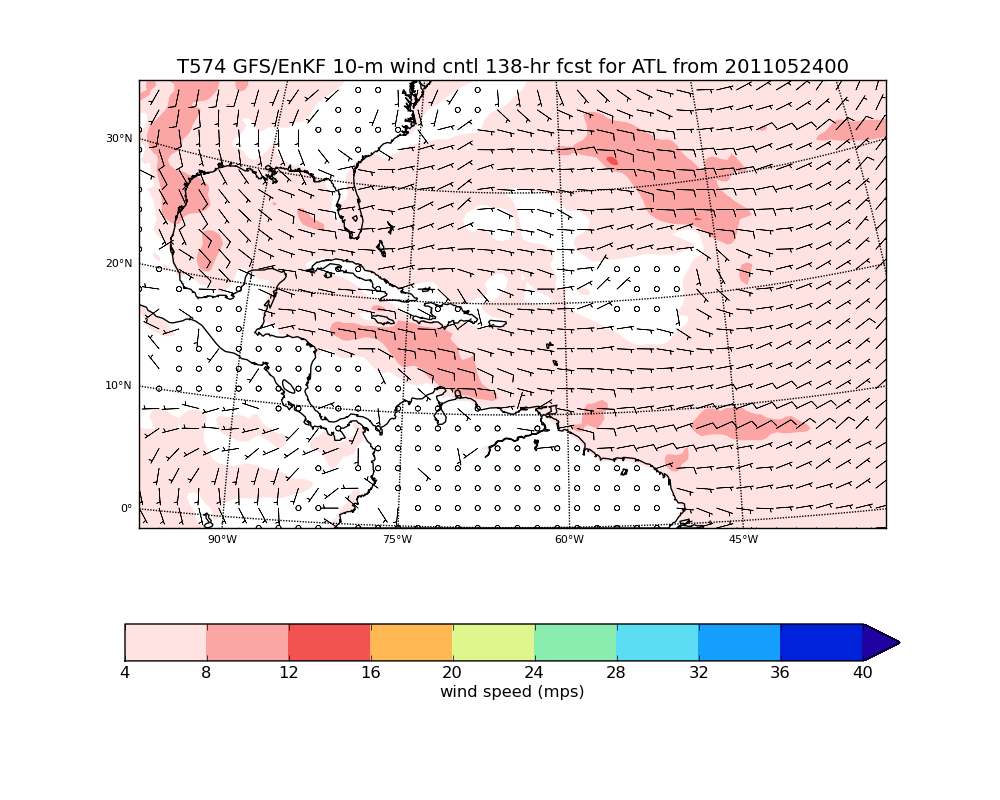 T574 GFS/EnKF 10-m wind cntl 138-hr fcst for ATL from 2011052400
30°N
20°N
10°N
0°
90°W 75°W 60°W 45°W
4 8 12 16 20 24 28 32 36 40
wind speed (mps)